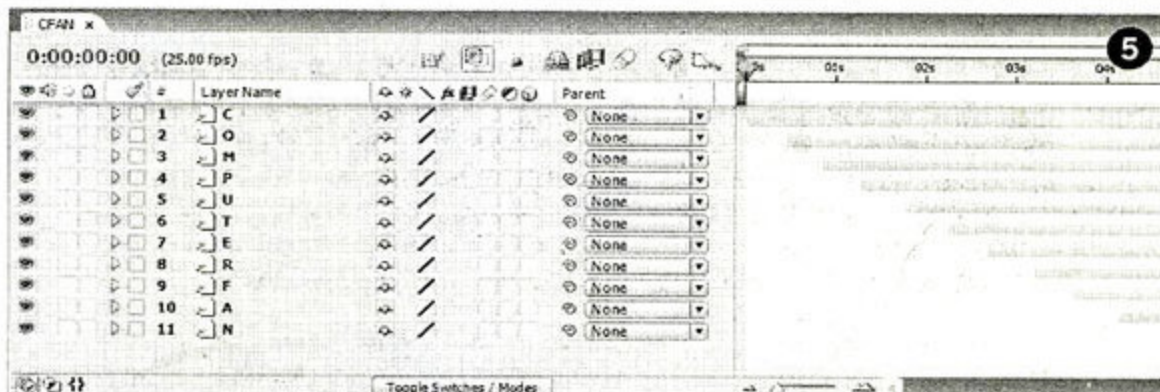 CFAN ×
5
0:00:00:00 (25.00 fps)
0s 01s 02s 03s 04s
# Layer Name Parent
1 C None
2 O None
3 M None
4 P None
5 U None
6 T None
7 E None
8 R None
9 F None
10 A None
11 N None
Toggle Switches / Modes